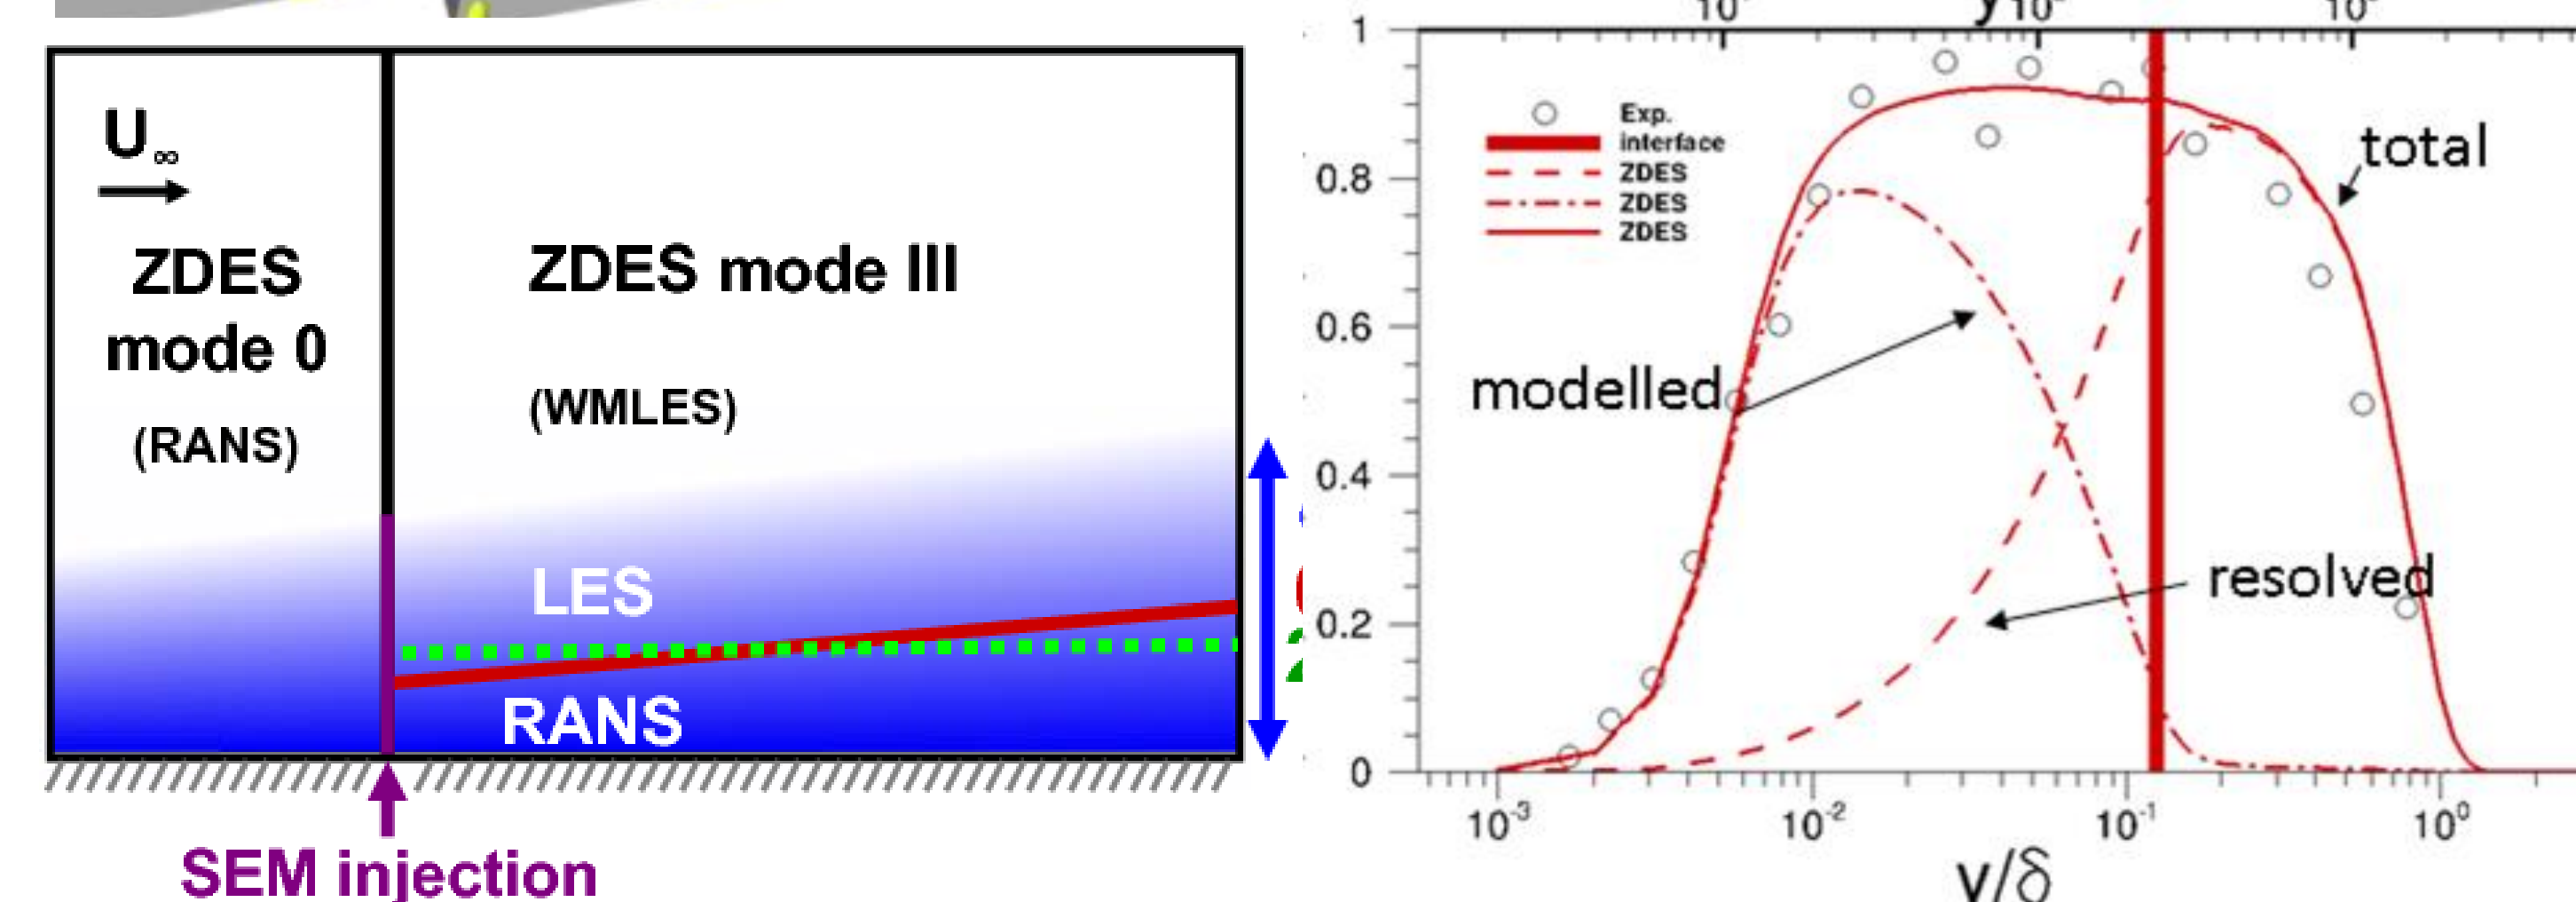 U∞
ZDES
mode 0
(RANS)
ZDES mode III
(WMLES)
LES
RANS
SEM injection
1
0.8
0.6
0.4
0.2
0
Exp.
interface
ZDES
ZDES
ZDES
total
modelled
resolved
10⁻³
10⁻²
10⁻¹
10⁰
y/δ